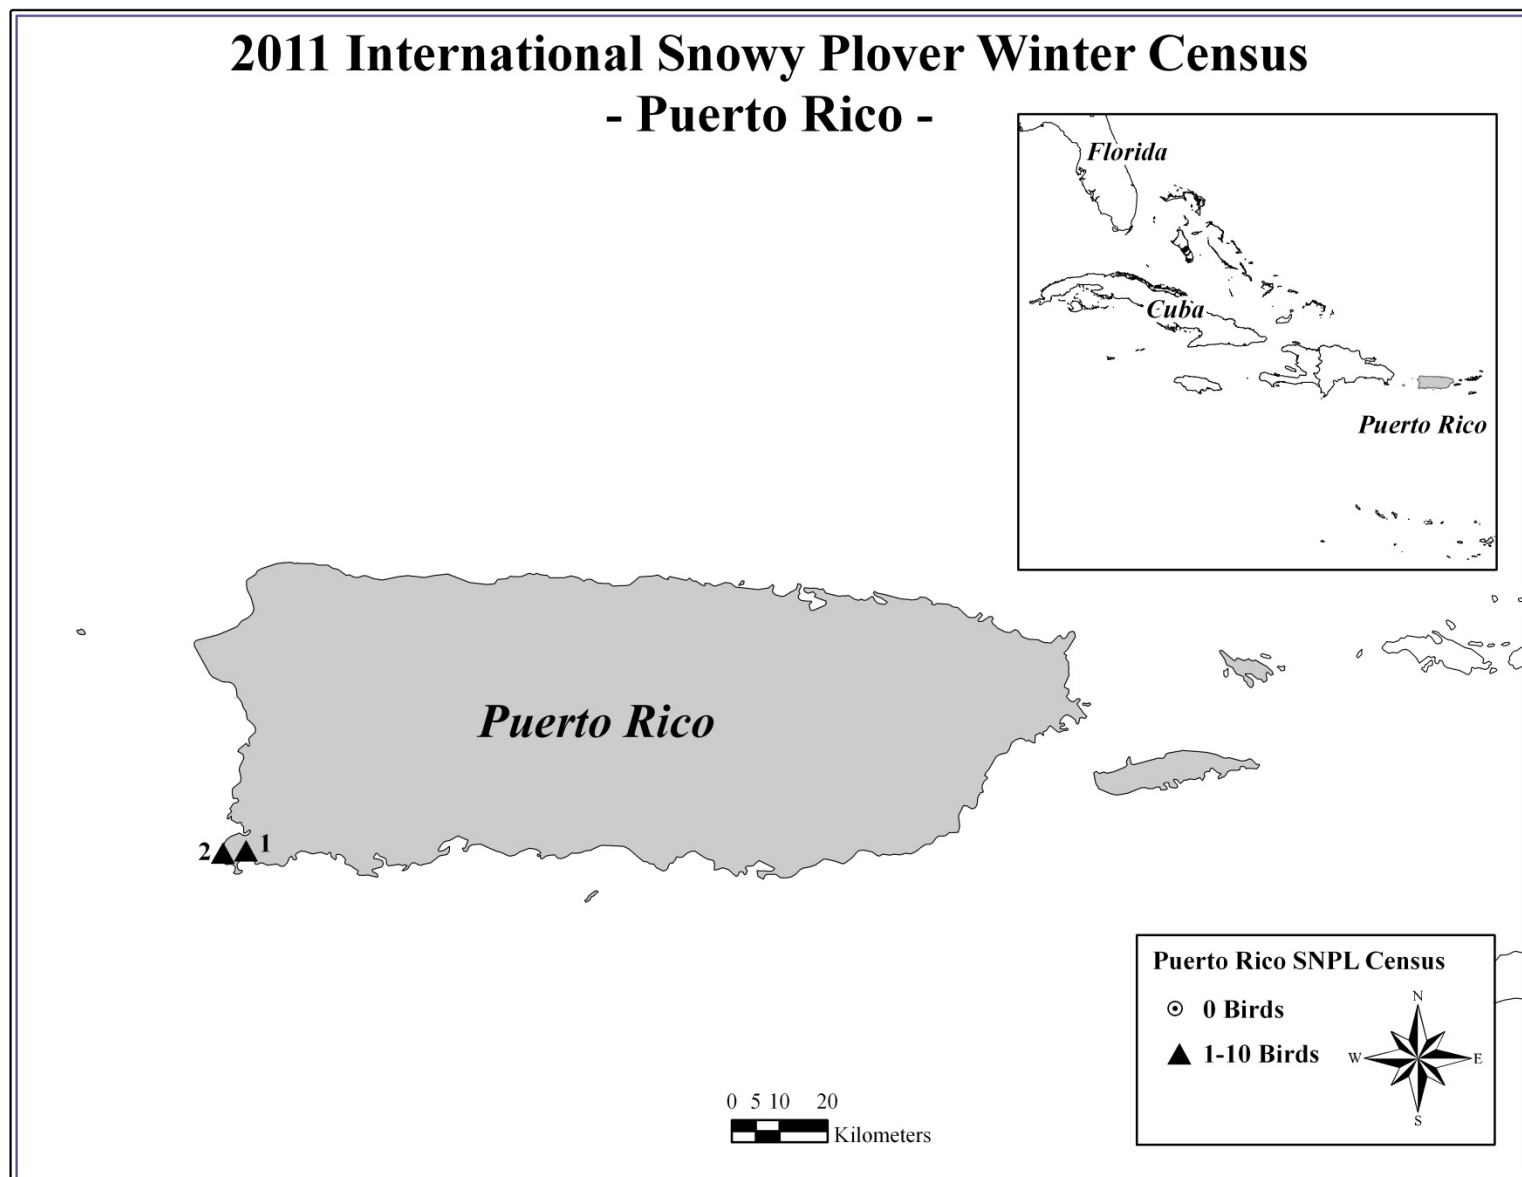 2011 International Snowy Plover Winter Census
- Puerto Rico -
Florida
Cuba
Puerto Rico
Puerto Rico
2 1
Puerto Rico SNPL Census
0 Birds
1-10 Birds
N
W E
S
0 5 10 20
Kilometers